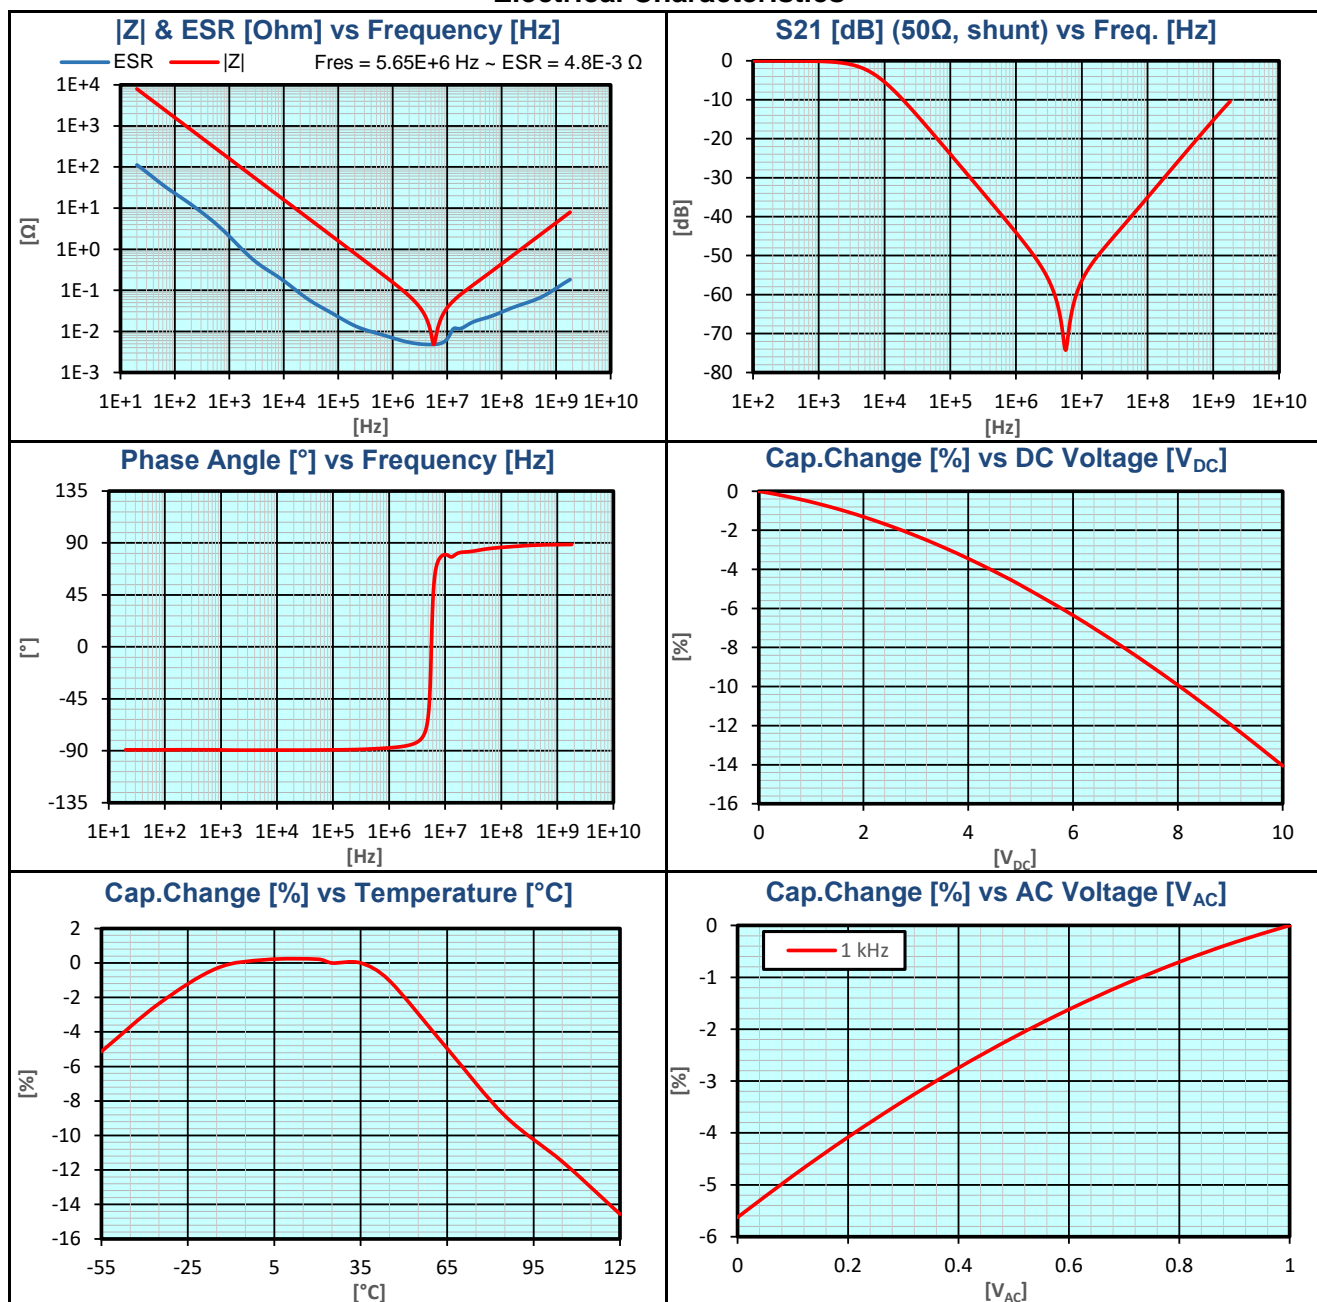 |Z| & ESR [Ohm] vs Frequency [Hz]
ESR |Z| Fres = 5.65E+6 Hz ~ ESR = 4.8E-3 Ω
1E+4
1E+3
1E+2
1E+1
1E+0
1E-1
1E-2
1E-3
[Ω]
1E+1 1E+2 1E+3 1E+4 1E+5 1E+6 1E+7 1E+8 1E+9 1E+10
[Hz]
S21 [dB] (50Ω, shunt) vs Freq. [Hz]
0
-10
-20
-30
-40
-50
-60
-70
-80
[dB]
1E+2 1E+3 1E+4 1E+5 1E+6 1E+7 1E+8 1E+9 1E+10
[Hz]
Phase Angle [°] vs Frequency [Hz]
135
90
45
0
-45
-90
-135
[°]
1E+1 1E+2 1E+3 1E+4 1E+5 1E+6 1E+7 1E+8 1E+9 1E+10
[Hz]
Cap.Change [%] vs DC Voltage [VDC]
0
-2
-4
-6
-8
-10
-12
-14
-16
[%]
0 2 4 6 8 10
[VDC]
Cap.Change [%] vs Temperature [°C]
2
0
-2
-4
-6
-8
-10
-12
-14
-16
[%]
-55 -25 5 35 65 95 125
[°C]
Cap.Change [%] vs AC Voltage [VAC]
1 kHz
0
-1
-2
-3
-4
-5
-6
[%]
0 0.2 0.4 0.6 0.8 1
[VAC]